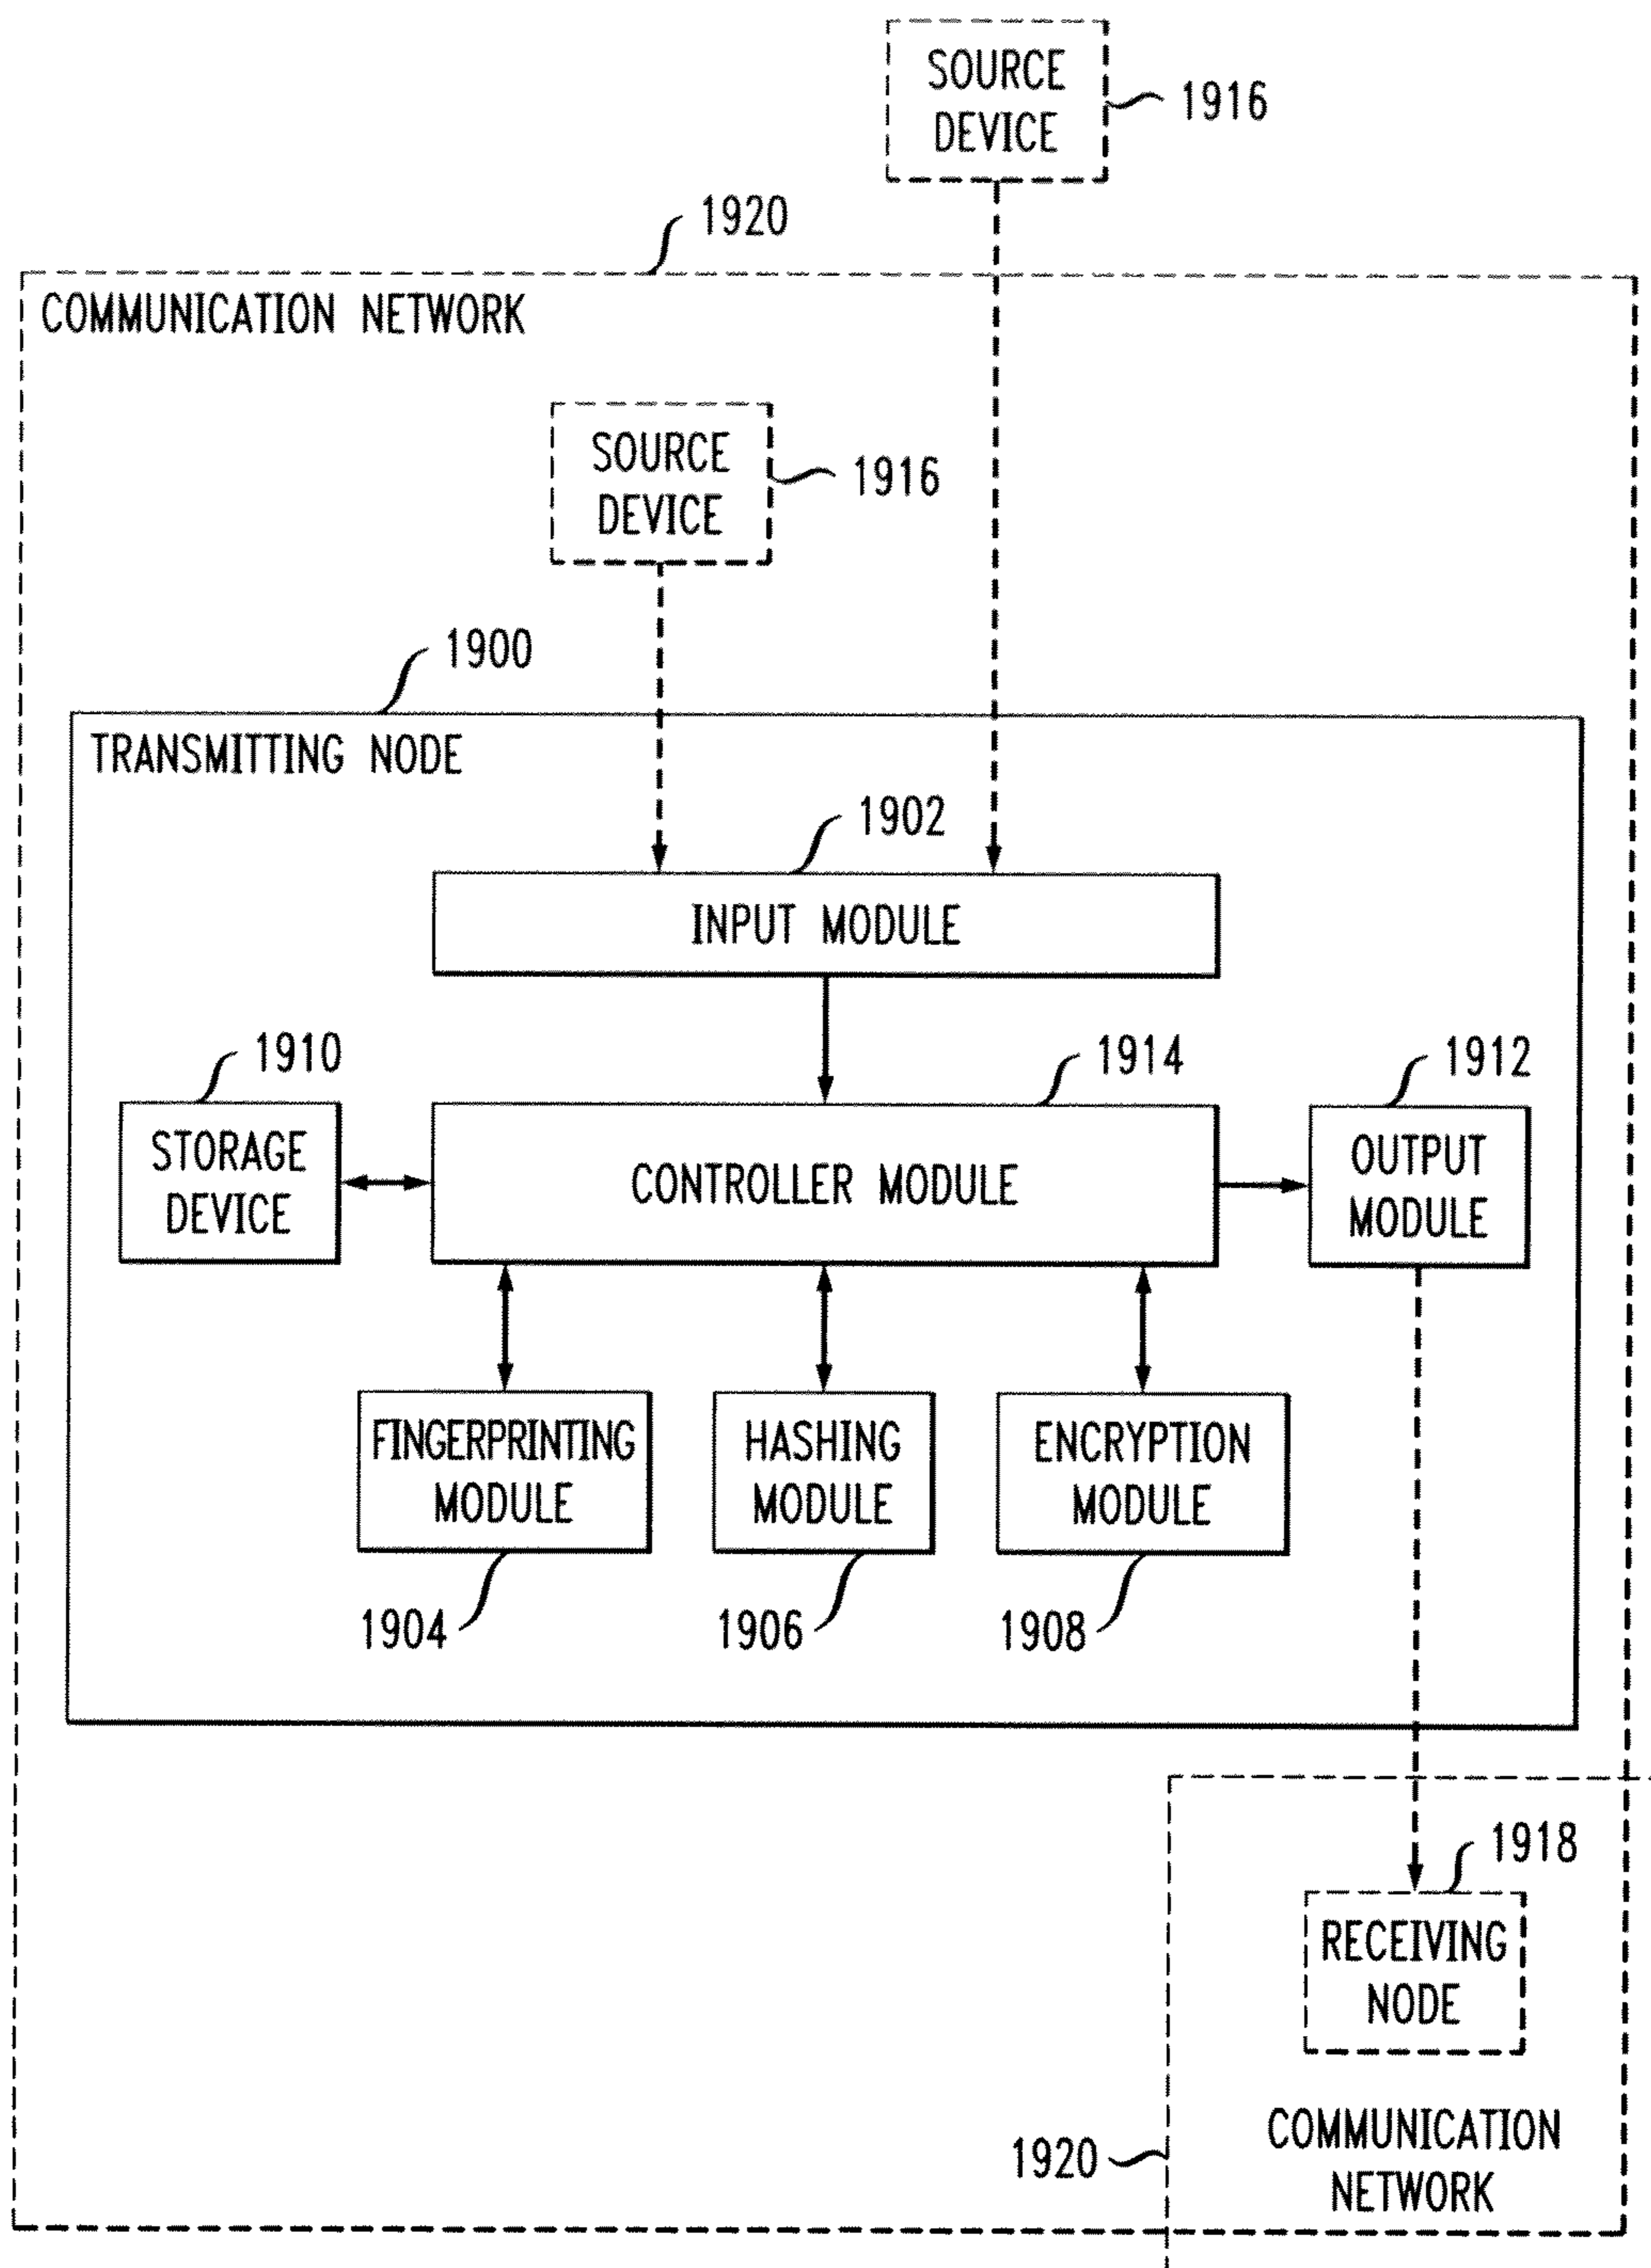 SOURCE
DEVICE
1916
1920
COMMUNICATION NETWORK
SOURCE
DEVICE
1916
1900
TRANSMITTING NODE
1902
INPUT MODULE
1910
1914
1912
STORAGE
DEVICE
CONTROLLER MODULE
OUTPUT
MODULE
FINGERPRINTING
MODULE
HASHING
MODULE
ENCRYPTION
MODULE
1904
1906
1908
1918
RECEIVING
NODE
1920
COMMUNICATION
NETWORK